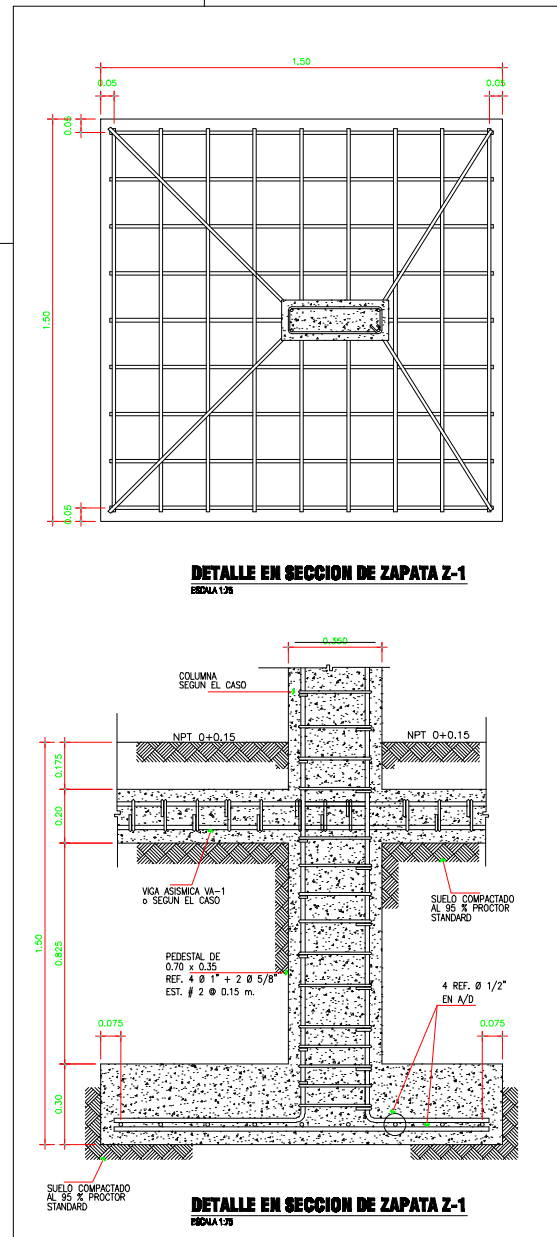 1.50
0.05
0.05
0.05
1.50
0.05
DETALLE EN SECCION DE ZAPATA Z-1
ESCALA 1:75
0.350
COLUMNA
SEGUN EL CASO
NPT 0+0.15
NPT 0+0.15
0.175
0.20
VIGA ASISMICA VA-1
o SEGUN EL CASO
SUELO COMPACTADO
AL 95 % PROCTOR
STANDARD
1.50
0.825
PEDESTAL DE
0.70 x 0.35
REF. 4 Ø 1" + 2 Ø 5/8"
EST. # 2 @ 0.15 m.
4 REF. Ø 1/2"
EN A/D
0.075
0.075
0.30
SUELO COMPACTADO
AL 95 % PROCTOR
STANDARD
DETALLE EN SECCION DE ZAPATA Z-1
ESCALA 1:75